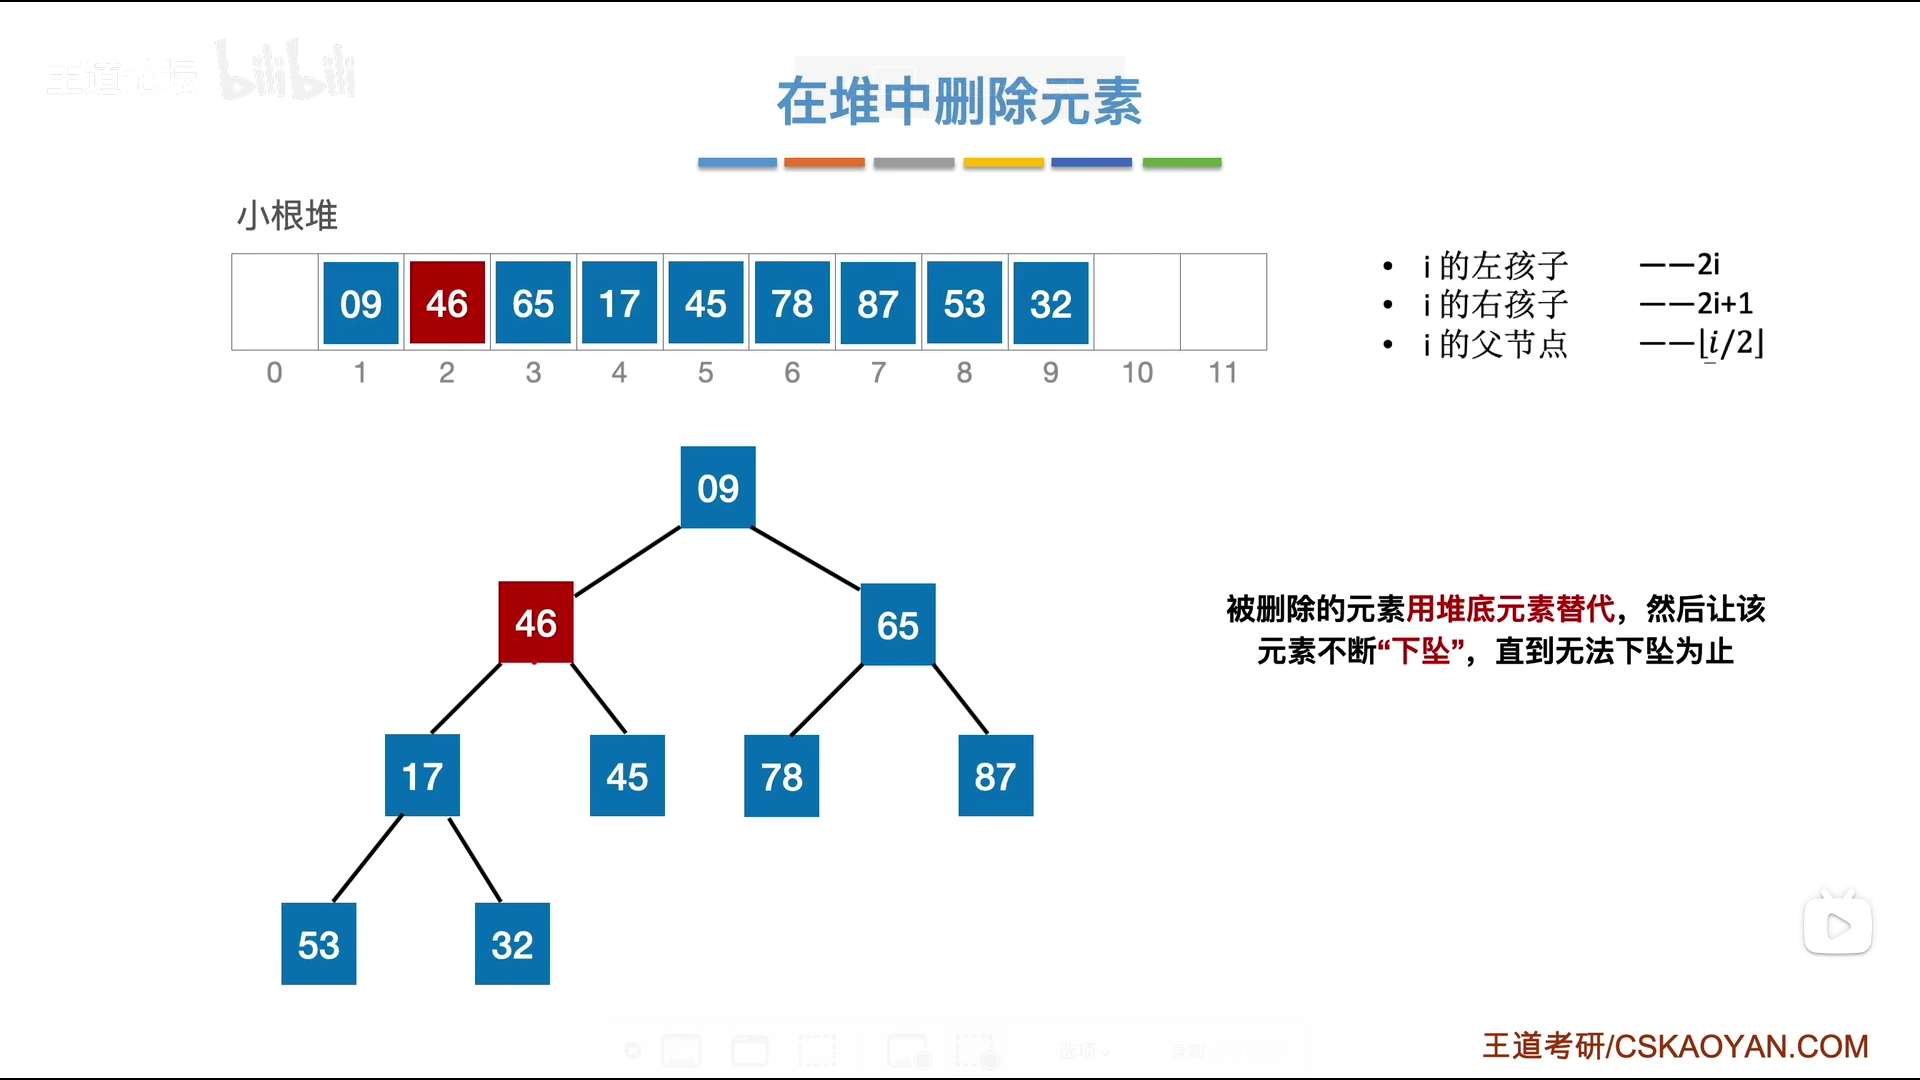 王道论坛 bilibili
在堆中删除元素
小根堆
09 46 65 17 45 78 87 53 32
0 1 2 3 4 5 6 7 8 9 10 11
• i 的左孩子 ——2i
• i 的右孩子 ——2i+1
• i 的父节点 ——⌊i/2⌋
09
46 65
17 45 78 87
53 32
被删除的元素用堆底元素替代，然后让该
元素不断“下坠”，直到无法下坠为止
选项
录制
王道考研/CSKAOYAN.COM